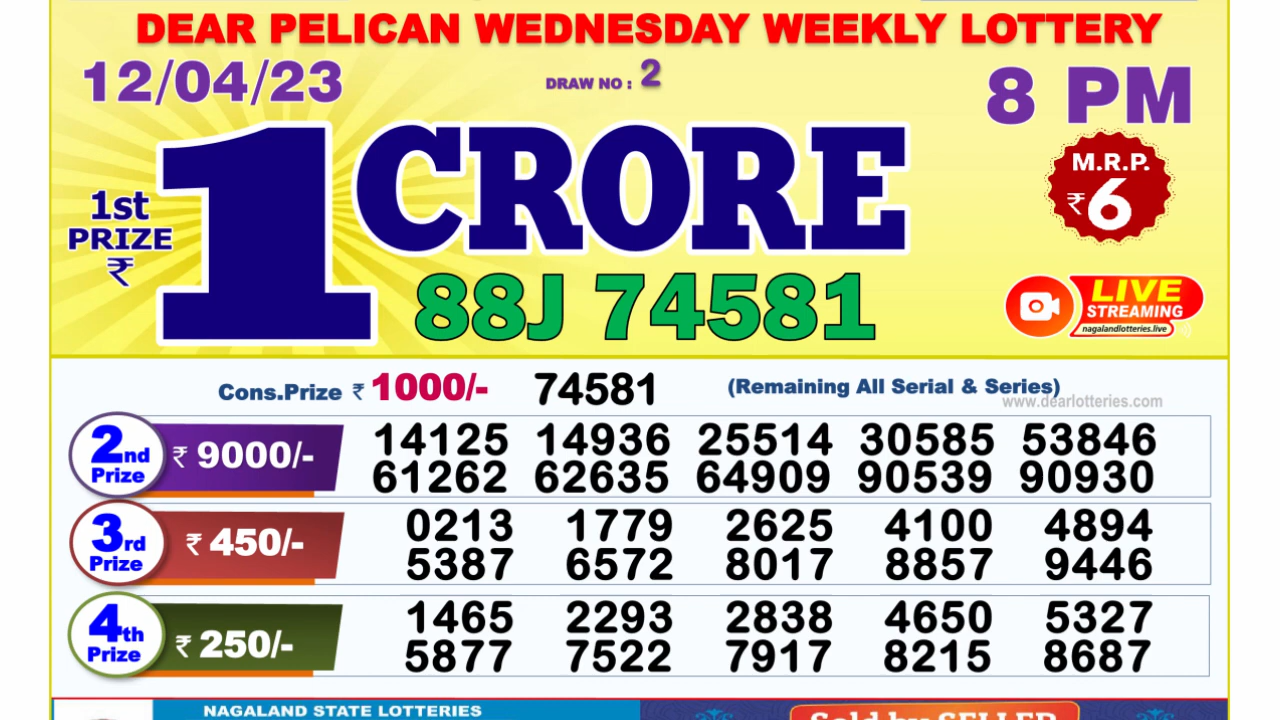 DEAR PELICAN WEDNESDAY WEEKLY LOTTERY
12/04/23
DRAW NO : 2
8 PM
1st
PRIZE
₹
1 CRORE
M.R.P.
₹ 6
88J 74581
LIVE
STREAMING
nagalandlotteries.live
Cons.Prize ₹ 1000/- 74581 (Remaining All Serial & Series)
www.dearlotteries.com
2nd Prize ₹ 9000/-
14125 14936 25514 30585 53846
61262 62635 64909 90539 90930
3rd Prize ₹ 450/-
0213 1779 2625 4100 4894
5387 6572 8017 8857 9446
4th Prize ₹ 250/-
1465 2293 2838 4650 5327
5877 7522 7917 8215 8687
NAGALAND STATE LOTTERIES
Sold by SELLER